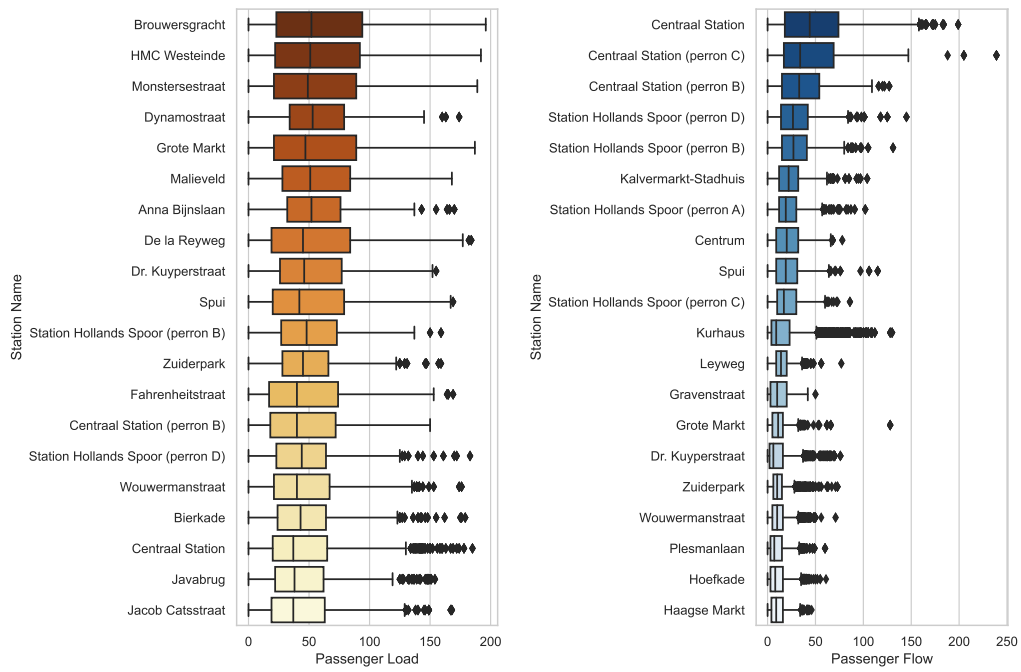 Station Name
Brouwersgracht
HMC Westeinde
Monstersestraat
Dynamostraat
Grote Markt
Malieveld
Anna Bijnslaan
De la Reyweg
Dr. Kuyperstraat
Spui
Station Hollands Spoor (perron B)
Zuiderpark
Fahrenheitstraat
Centraal Station (perron B)
Station Hollands Spoor (perron D)
Wouwermanstraat
Bierkade
Centraal Station
Javabrug
Jacob Catsstraat
0 50 100 150 200
Passenger Load
Station Name
Centraal Station
Centraal Station (perron C)
Centraal Station (perron B)
Station Hollands Spoor (perron D)
Station Hollands Spoor (perron B)
Kalvermarkt-Stadhuis
Station Hollands Spoor (perron A)
Centrum
Spui
Station Hollands Spoor (perron C)
Kurhaus
Leyweg
Gravenstraat
Grote Markt
Dr. Kuyperstraat
Zuiderpark
Wouwermanstraat
Plesmanlaan
Hoefkade
Haagse Markt
0 50 100 150 200 250
Passenger Flow